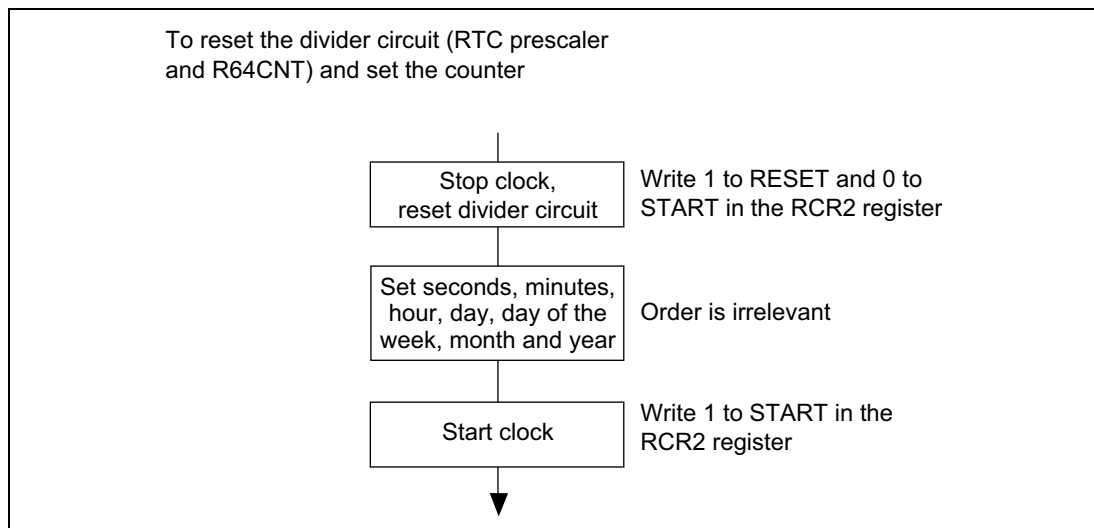 To reset the divider circuit (RTC prescaler
and R64CNT) and set the counter
Stop clock,
reset divider circuit
Write 1 to RESET and 0 to
START in the RCR2 register
Set seconds, minutes,
hour, day, day of the
week, month and year
Order is irrelevant
Start clock
Write 1 to START in the
RCR2 register